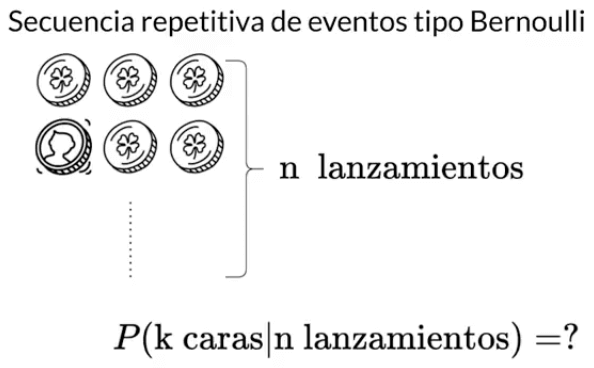 Secuencia repetitiva de eventos tipo Bernoulli
n lanzamientos
P(k caras|n lanzamientos) =?